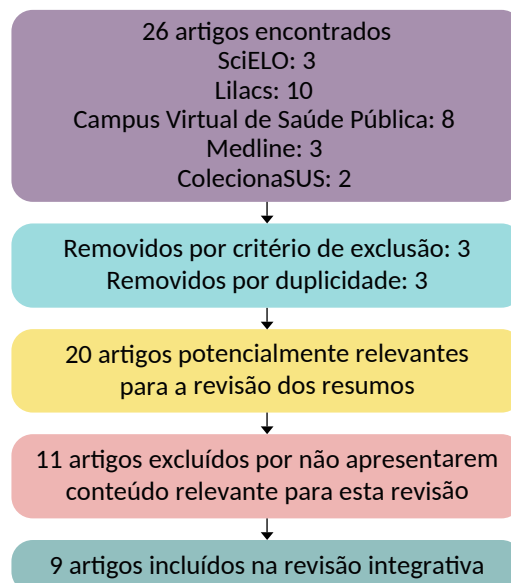 26 artigos encontrados
SciELO: 3
Lilacs: 10
Campus Virtual de Saúde Pública: 8
Medline: 3
ColecionaSUS: 2
Removidos por critério de exclusão: 3
Removidos por duplicidade: 3
20 artigos potencialmente relevantes
para a revisão dos resumos
11 artigos excluídos por não apresentarem
conteúdo relevante para esta revisão
9 artigos incluídos na revisão integrativa